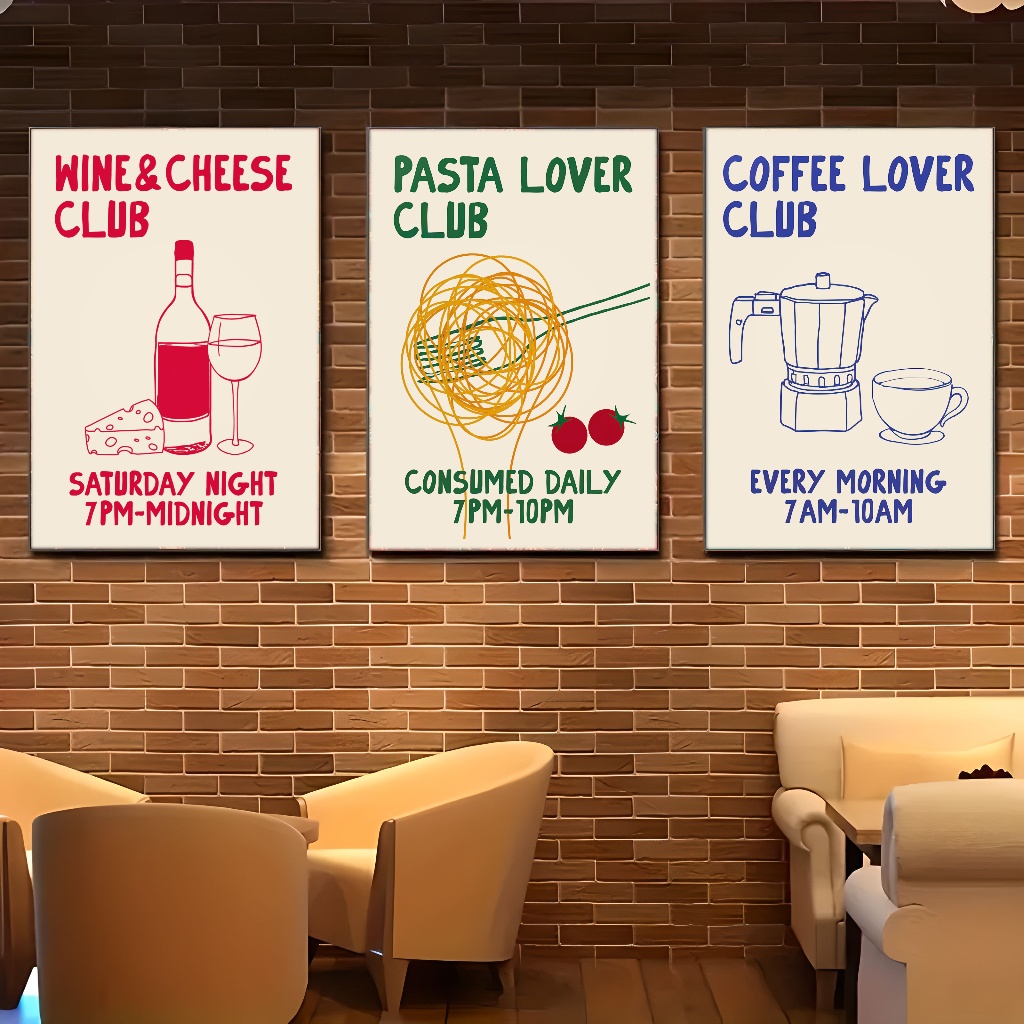 WINE & CHEESE
CLUB
SATURDAY NIGHT
7PM-MIDNIGHT
PASTA LOVER
CLUB
CONSUMED DAILY
7PM-10PM
COFFEE LOVER
CLUB
EVERY MORNING
7AM-10AM